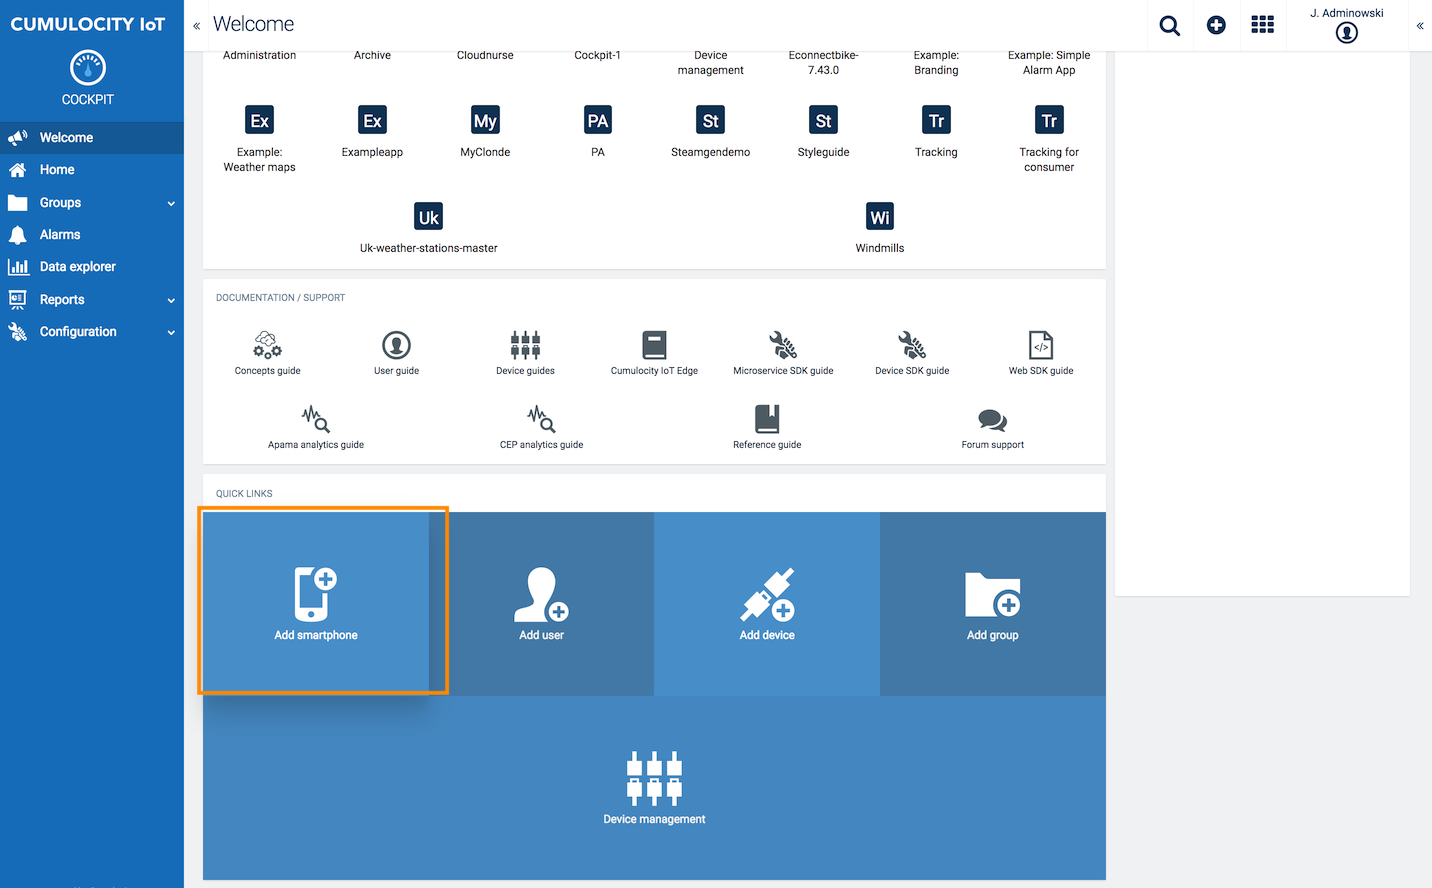 CUMULOCITY IoT
COCKPIT
Welcome
Home
Groups
Alarms
Data explorer
Reports
Configuration
« Welcome
J. Adminowski
«
Administration
Archive
Cloudnurse
Cockpit-1
Device
management
Econnectbike-
7.43.0
Example:
Branding
Example: Simple
Alarm App
Ex
Example:
Weather maps
Ex
Exampleapp
My
MyClonde
PA
PA
St
Steamgendemo
St
Styleguide
Tr
Tracking
Tr
Tracking for
consumer
Uk
Uk-weather-stations-master
Wi
Windmills
DOCUMENTATION / SUPPORT
Concepts guide
User guide
Device guides
Cumulocity IoT Edge
Microservice SDK guide
Device SDK guide
</>
Web SDK guide
Apama analytics guide
CEP analytics guide
Reference guide
Forum support
QUICK LINKS
Add smartphone
Add user
Add device
Add group
Device management